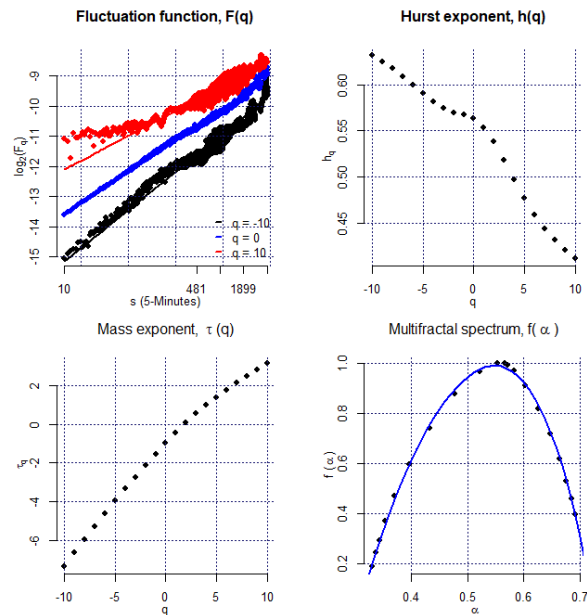 Fluctuation function, F(q)
log2(Fq)
-9
-10
-11
-12
-13
-14
-15
q = -10
q = 0
q = 10
10
481
1899
s (5-Minutes)
Hurst exponent, h(q)
hq
0.60
0.55
0.50
0.45
-10
-5
0
5
10
q
Mass exponent, τ (q)
τq
2
0
-2
-4
-6
-10
-5
0
5
10
q
Multifractal spectrum, f( α )
f (α)
1.0
0.8
0.6
0.4
0.2
0.4
0.5
0.6
0.7
α